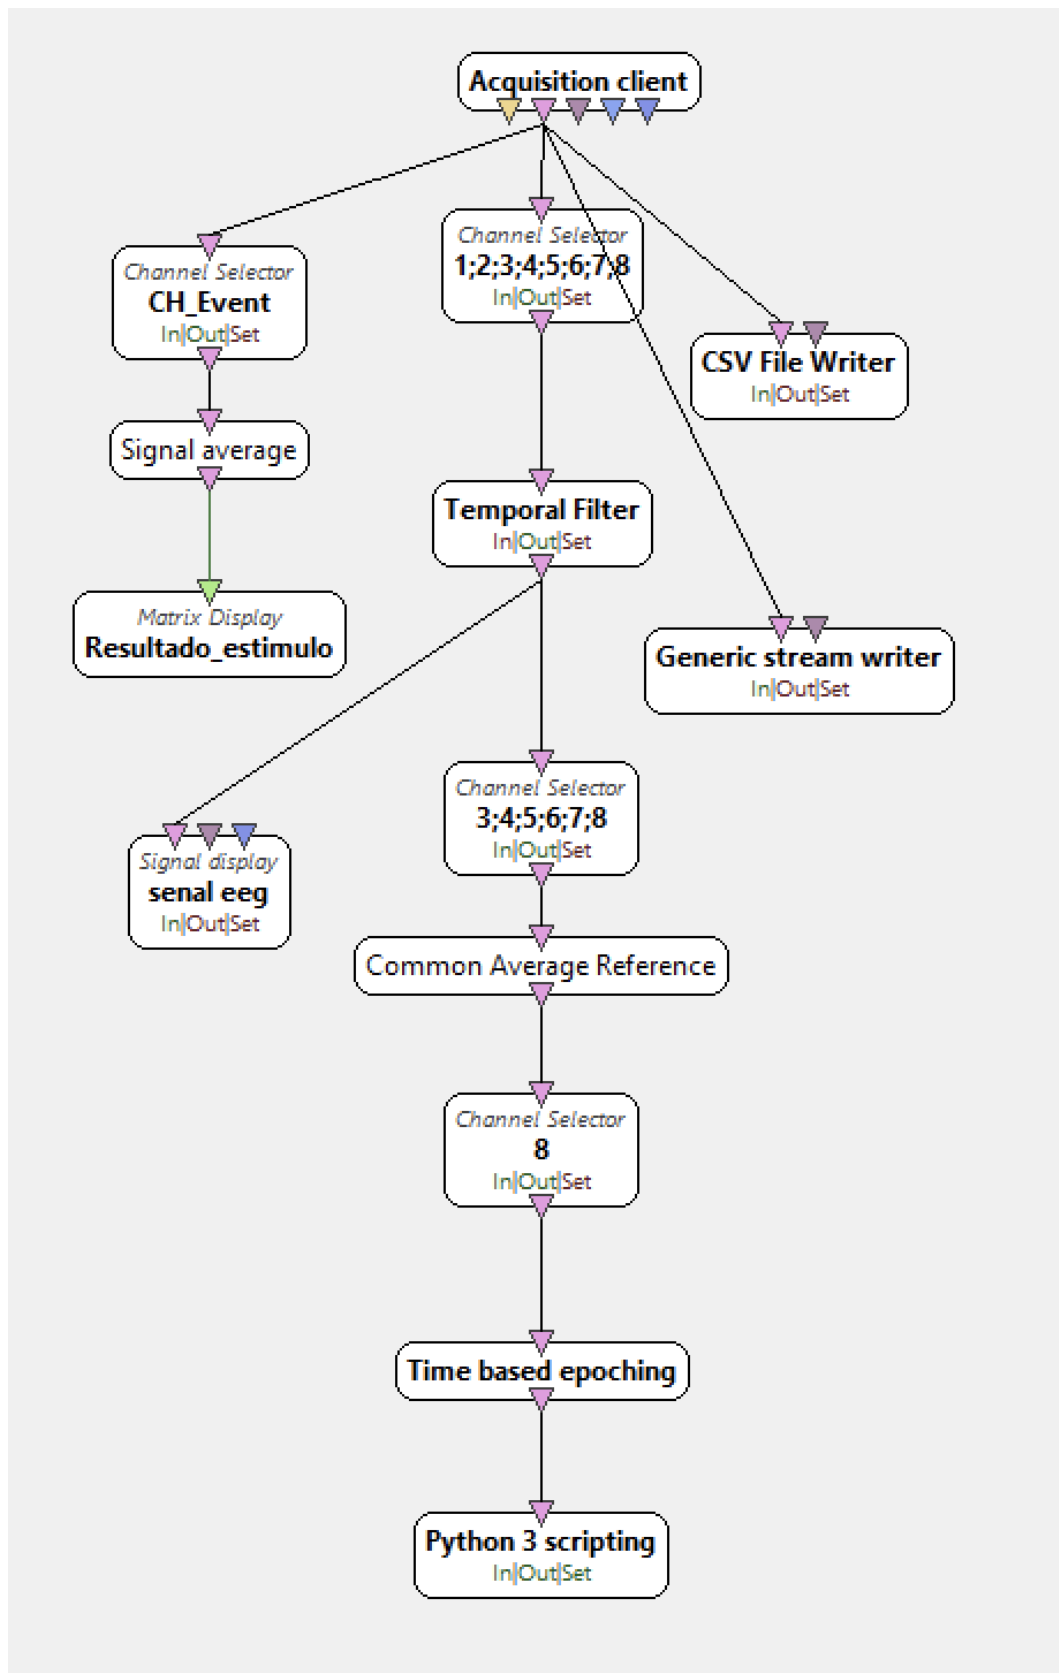 Acquisition client
Channel Selector
1;2;3;4;5;6;7;8
In|Out|Set
Channel Selector
CH_Event
In|Out|Set
CSV File Writer
In|Out|Set
Signal average
Temporal Filter
In|Out|Set
Matrix Display
Resultado_estimulo
Generic stream writer
In|Out|Set
Channel Selector
3;4;5;6;7;8
In|Out|Set
Signal display
senal eeg
In|Out|Set
Common Average Reference
Channel Selector
8
In|Out|Set
Time based epoching
Python 3 scripting
In|Out|Set